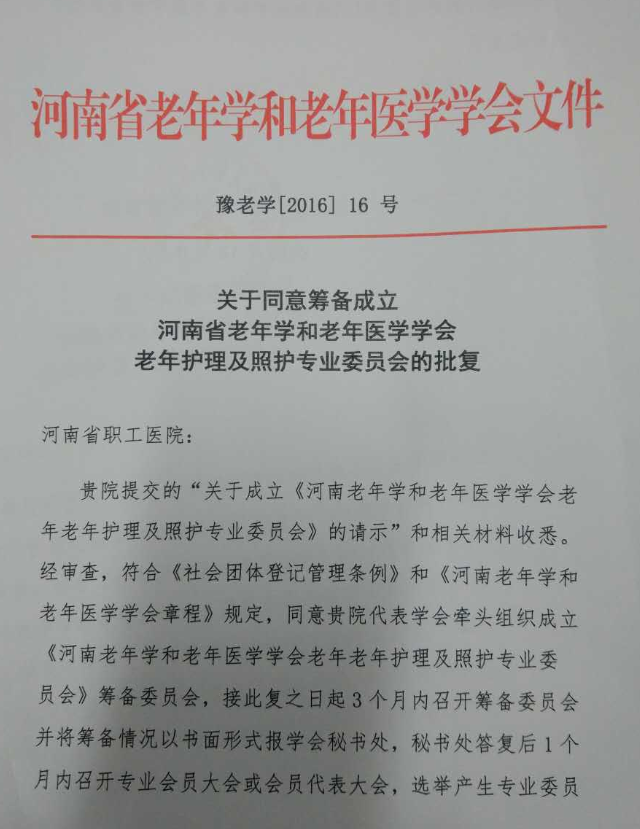 河南省老年学和老年医学学会文件
豫老学[2016] 16 号
关于同意筹备成立
河南省老年学和老年医学学会
老年护理及照护专业委员会的批复
河南省职工医院：
贵院提交的“关于成立《河南老年学和老年医学学会老
年老年护理及照护专业委员会》的请示”和相关材料收悉。
经审查，符合《社会团体登记管理条例》和《河南老年学和
老年医学学会章程》规定，同意贵院代表学会牵头组织成立
《河南老年学和老年医学学会老年老年护理及照护专业委
员会》筹备委员会，接此复之日起 3 个月内召开筹备委员会
并将筹备情况以书面形式报学会秘书处，秘书处答复后 1 个
月内召开专业会员大会或会员代表大会，选举产生专业委员